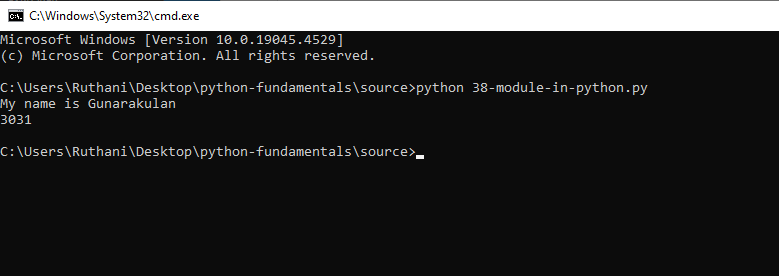 C:\Windows\System32\cmd.exe
Microsoft Windows [Version 10.0.19045.4529]
(c) Microsoft Corporation. All rights reserved.
C:\Users\Ruthani\Desktop\python-fundamentals\source>python 38-module-in-python.py
My name is Gunarakulan
3031
C:\Users\Ruthani\Desktop\python-fundamentals\source>